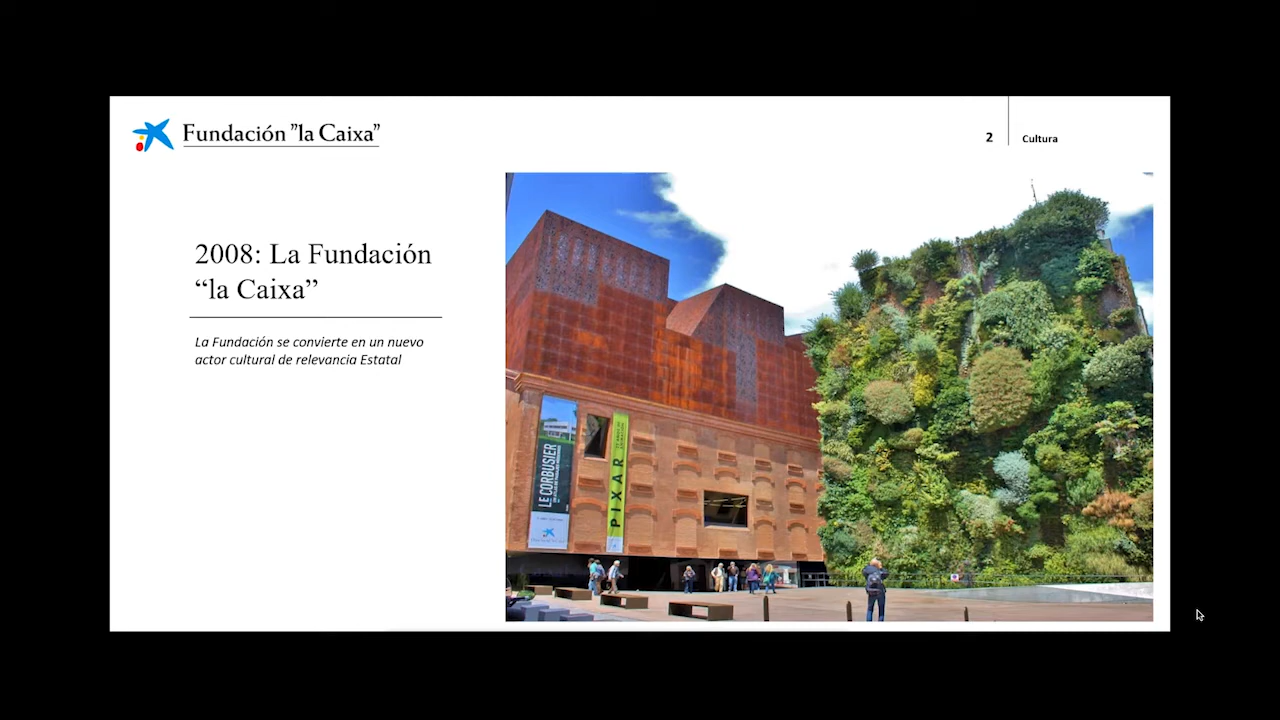 Fundación "la Caixa"
2
Cultura
2008: La Fundación
“la Caixa”
La Fundación se convierte en un nuevo
actor cultural de relevancia Estatal
LE CORBUSIER
PIXAR